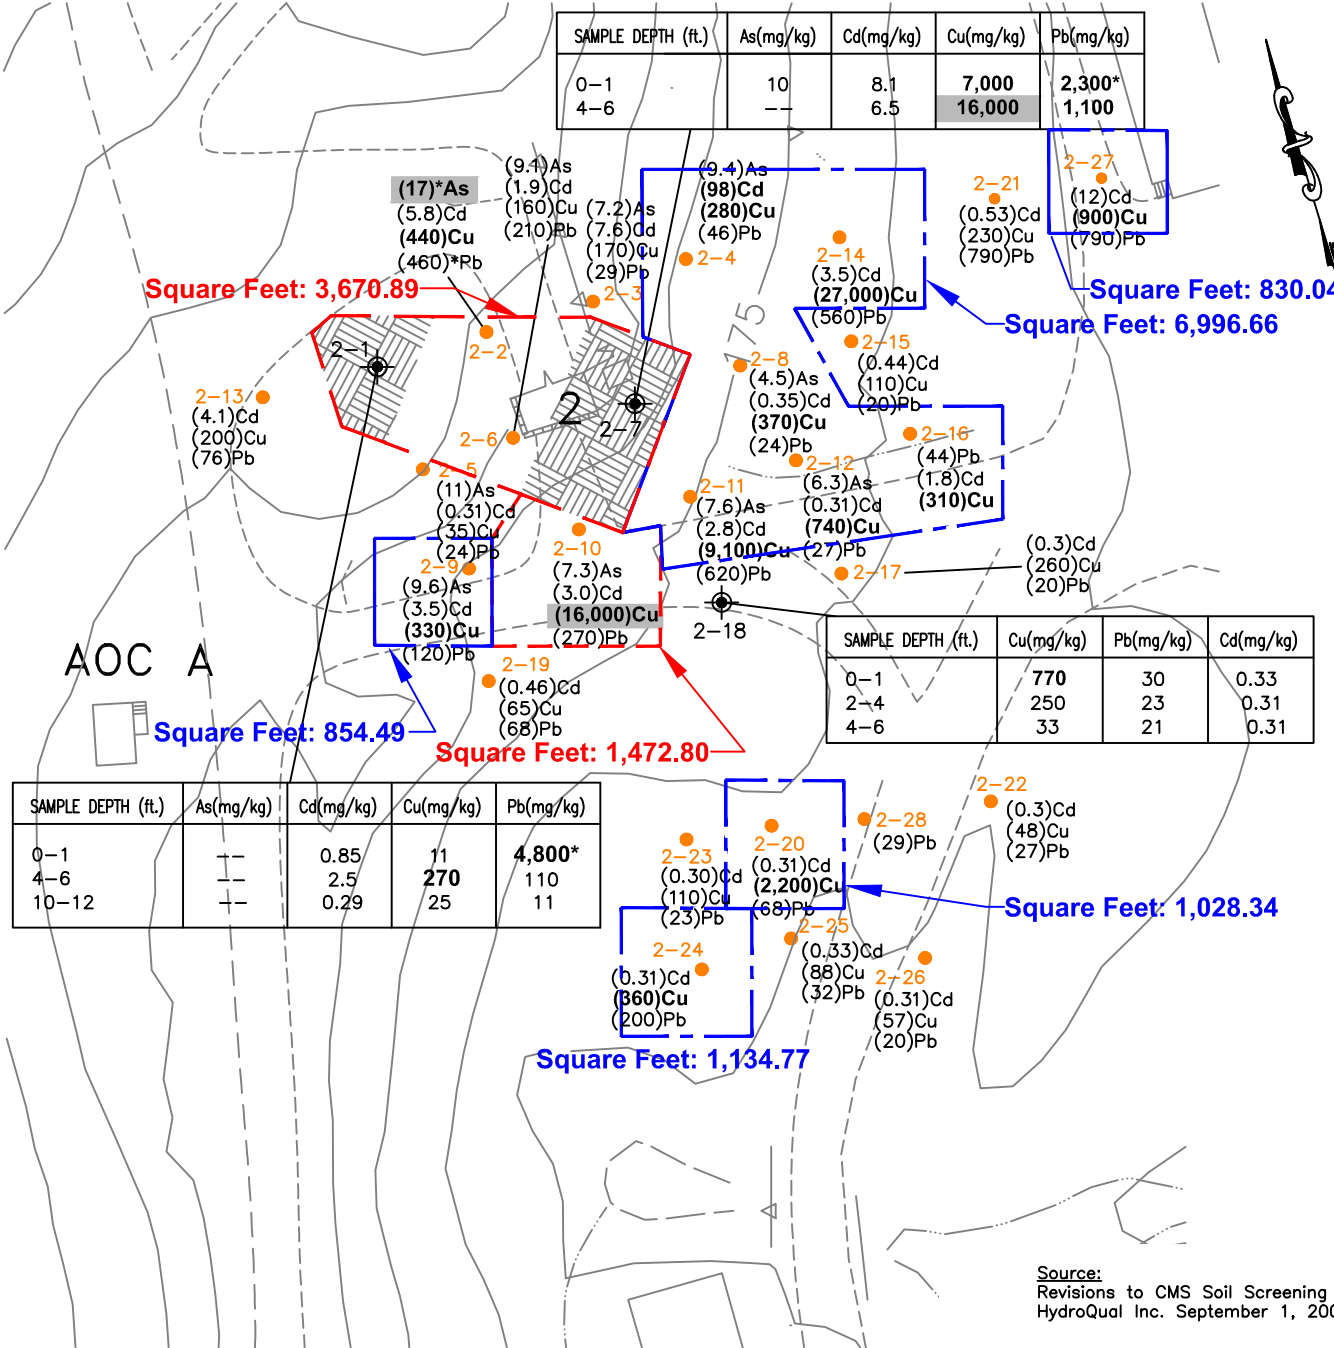 SAMPLE DEPTH (ft.) As(mg/kg) Cd(mg/kg) Cu(mg/kg) Pb(mg/kg)
0-1 10 8.1 7,000 2,300*
4-6 -- 6.5 16,000 1,100
(17)*As
(5.8)Cd
(440)Cu
(460)*Pb
2-2
(9.4)As
(1.9)Cd
(160)Cu
(210)Pb
2-6
(7.2)As
(7.6)Cd
(170)Cu
(29)Pb
2-3
(9.4)As
(98)Cd
(280)Cu
(46)Pb
2-4
2-14
(3.5)Cd
(27,000)Cu
(560)Pb
2-21
(0.53)Cd
(230)Cu
(790)Pb
2-27
(12)Cd
(900)Cu
(790)Pb
Square Feet: 3,670.89
Square Feet: 830.04
Square Feet: 6,996.66
175
2-1
2
2-7
2-13
(4.1)Cd
(200)Cu
(76)Pb
2-8
(4.5)As
(0.35)Cd
(370)Cu
(24)Pb
2-15
(0.44)Cd
(110)Cu
(20)Pb
2-16
(44)Pb
(1.8)Cd
(310)Cu
2-5
(11)As
(0.31)Cd
(35)Cu
(24)Pb
2-12
(6.3)As
(0.31)Cd
(740)Cu
(27)Pb
2-11
(7.6)As
(2.8)Cd
(9,100)Cu
(620)Pb
2-10
(7.3)As
(3.0)Cd
(16,000)Cu
(270)Pb
2-9
(9.6)As
(3.5)Cd
(330)Cu
(120)Pb
2-17
(0.3)Cd
(260)Cu
(20)Pb
2-18
SAMPLE DEPTH (ft.) Cu(mg/kg) Pb(mg/kg) Cd(mg/kg)
0-1 770 30 0.33
2-4 250 23 0.31
4-6 33 21 0.31
AOC A
2-19
(0.46)Cd
(65)Cu
(68)Pb
Square Feet: 854.49
Square Feet: 1,472.80
SAMPLE DEPTH (ft.) As(mg/kg) Cd(mg/kg) Cu(mg/kg) Pb(mg/kg)
0-1 -- 0.85 11 4,800*
4-6 -- 2.5 270 110
10-12 -- 0.29 25 11
2-23
(0.30)Cd
(110)Cu
(23)Pb
2-20
(0.31)Cd
(2,200)Cu
(68)Pb
2-28
(29)Pb
2-22
(0.3)Cd
(48)Cu
(27)Pb
Square Feet: 1,028.34
2-24
(0.31)Cd
(360)Cu
(200)Pb
2-25
(0.33)Cd
(88)Cu
(32)Pb
2-26
(0.31)Cd
(57)Cu
(20)Pb
Square Feet: 1,134.77
Source:
Revisions to CMS Soil Screening
HydroQual Inc. September 1, 200